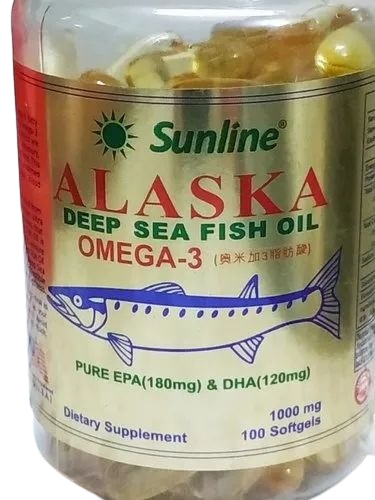 Sunline®
ALASKA
DEEP SEA FISH OIL
OMEGA-3 (奥米加3脂肪酸)
PURE EPA(180mg) & DHA(120mg)
Dietary Supplement
1000 mg
100 Softgels